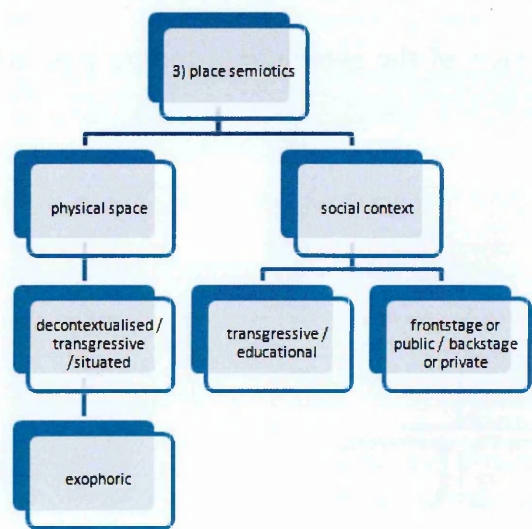 3) place semiotics
physical space
social context
decontextualised /
transgressive
/situated
transgressive /
educational
frontstage or
public / backstage
or private
exophoric